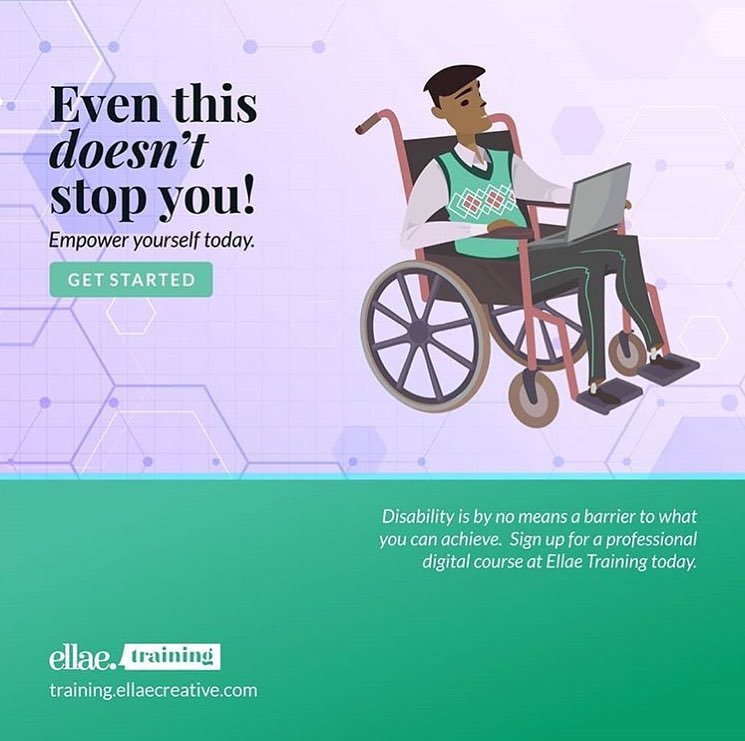 Even this
doesn't
stop you!
Empower yourself today.
GET STARTED
Disability is by no means a barrier to what
you can achieve. Sign up for a professional
digital course at Ellae Training today.
ellae. training
training.ellaecreative.com